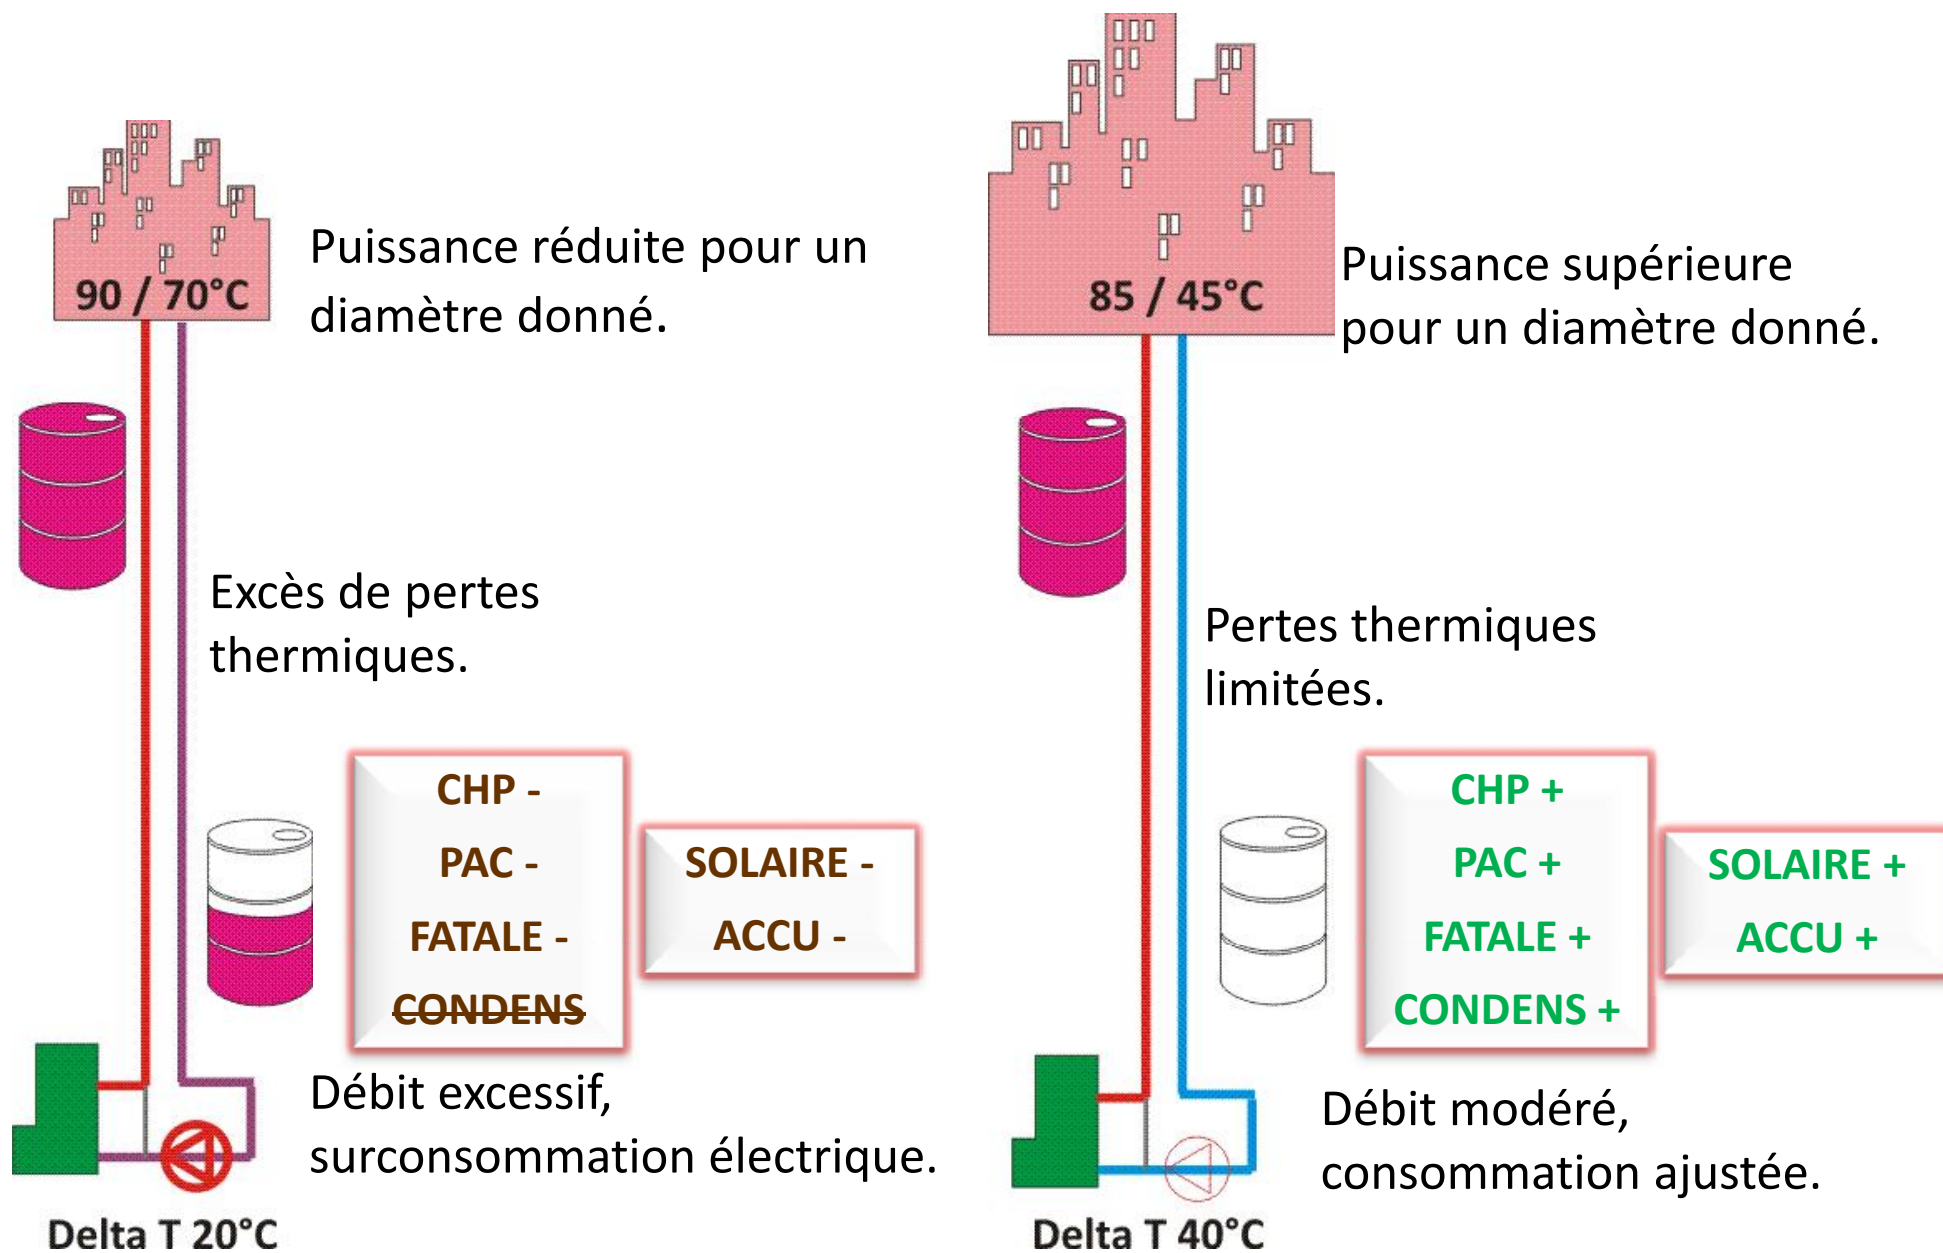 90 / 70°C
Puissance réduite pour un
diamètre donné.
Excès de pertes
thermiques.
CHP -
PAC -
FATALE -
CONDENS
SOLAIRE -
ACCU -
Débit excessif,
surconsommation électrique.
Delta T 20°C
85 / 45°C
Puissance supérieure
pour un diamètre donné.
Pertes thermiques
limitées.
CHP +
PAC +
FATALE +
CONDENS +
SOLAIRE +
ACCU +
Débit modéré,
consommation ajustée.
Delta T 40°C